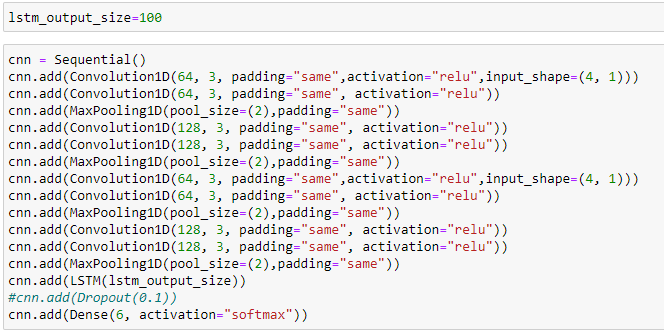 lstm_output_size=100
cnn = Sequential()
cnn.add(Convolution1D(64, 3, padding="same",activation="relu",input_shape=(4, 1)))
cnn.add(Convolution1D(64, 3, padding="same", activation="relu"))
cnn.add(MaxPooling1D(pool_size=(2),padding="same"))
cnn.add(Convolution1D(128, 3, padding="same", activation="relu"))
cnn.add(Convolution1D(128, 3, padding="same", activation="relu"))
cnn.add(MaxPooling1D(pool_size=(2),padding="same"))
cnn.add(Convolution1D(64, 3, padding="same",activation="relu",input_shape=(4, 1)))
cnn.add(Convolution1D(64, 3, padding="same", activation="relu"))
cnn.add(MaxPooling1D(pool_size=(2),padding="same"))
cnn.add(Convolution1D(128, 3, padding="same", activation="relu"))
cnn.add(Convolution1D(128, 3, padding="same", activation="relu"))
cnn.add(MaxPooling1D(pool_size=(2),padding="same"))
cnn.add(LSTM(lstm_output_size))
#cnn.add(Dropout(0.1))
cnn.add(Dense(6, activation="softmax"))